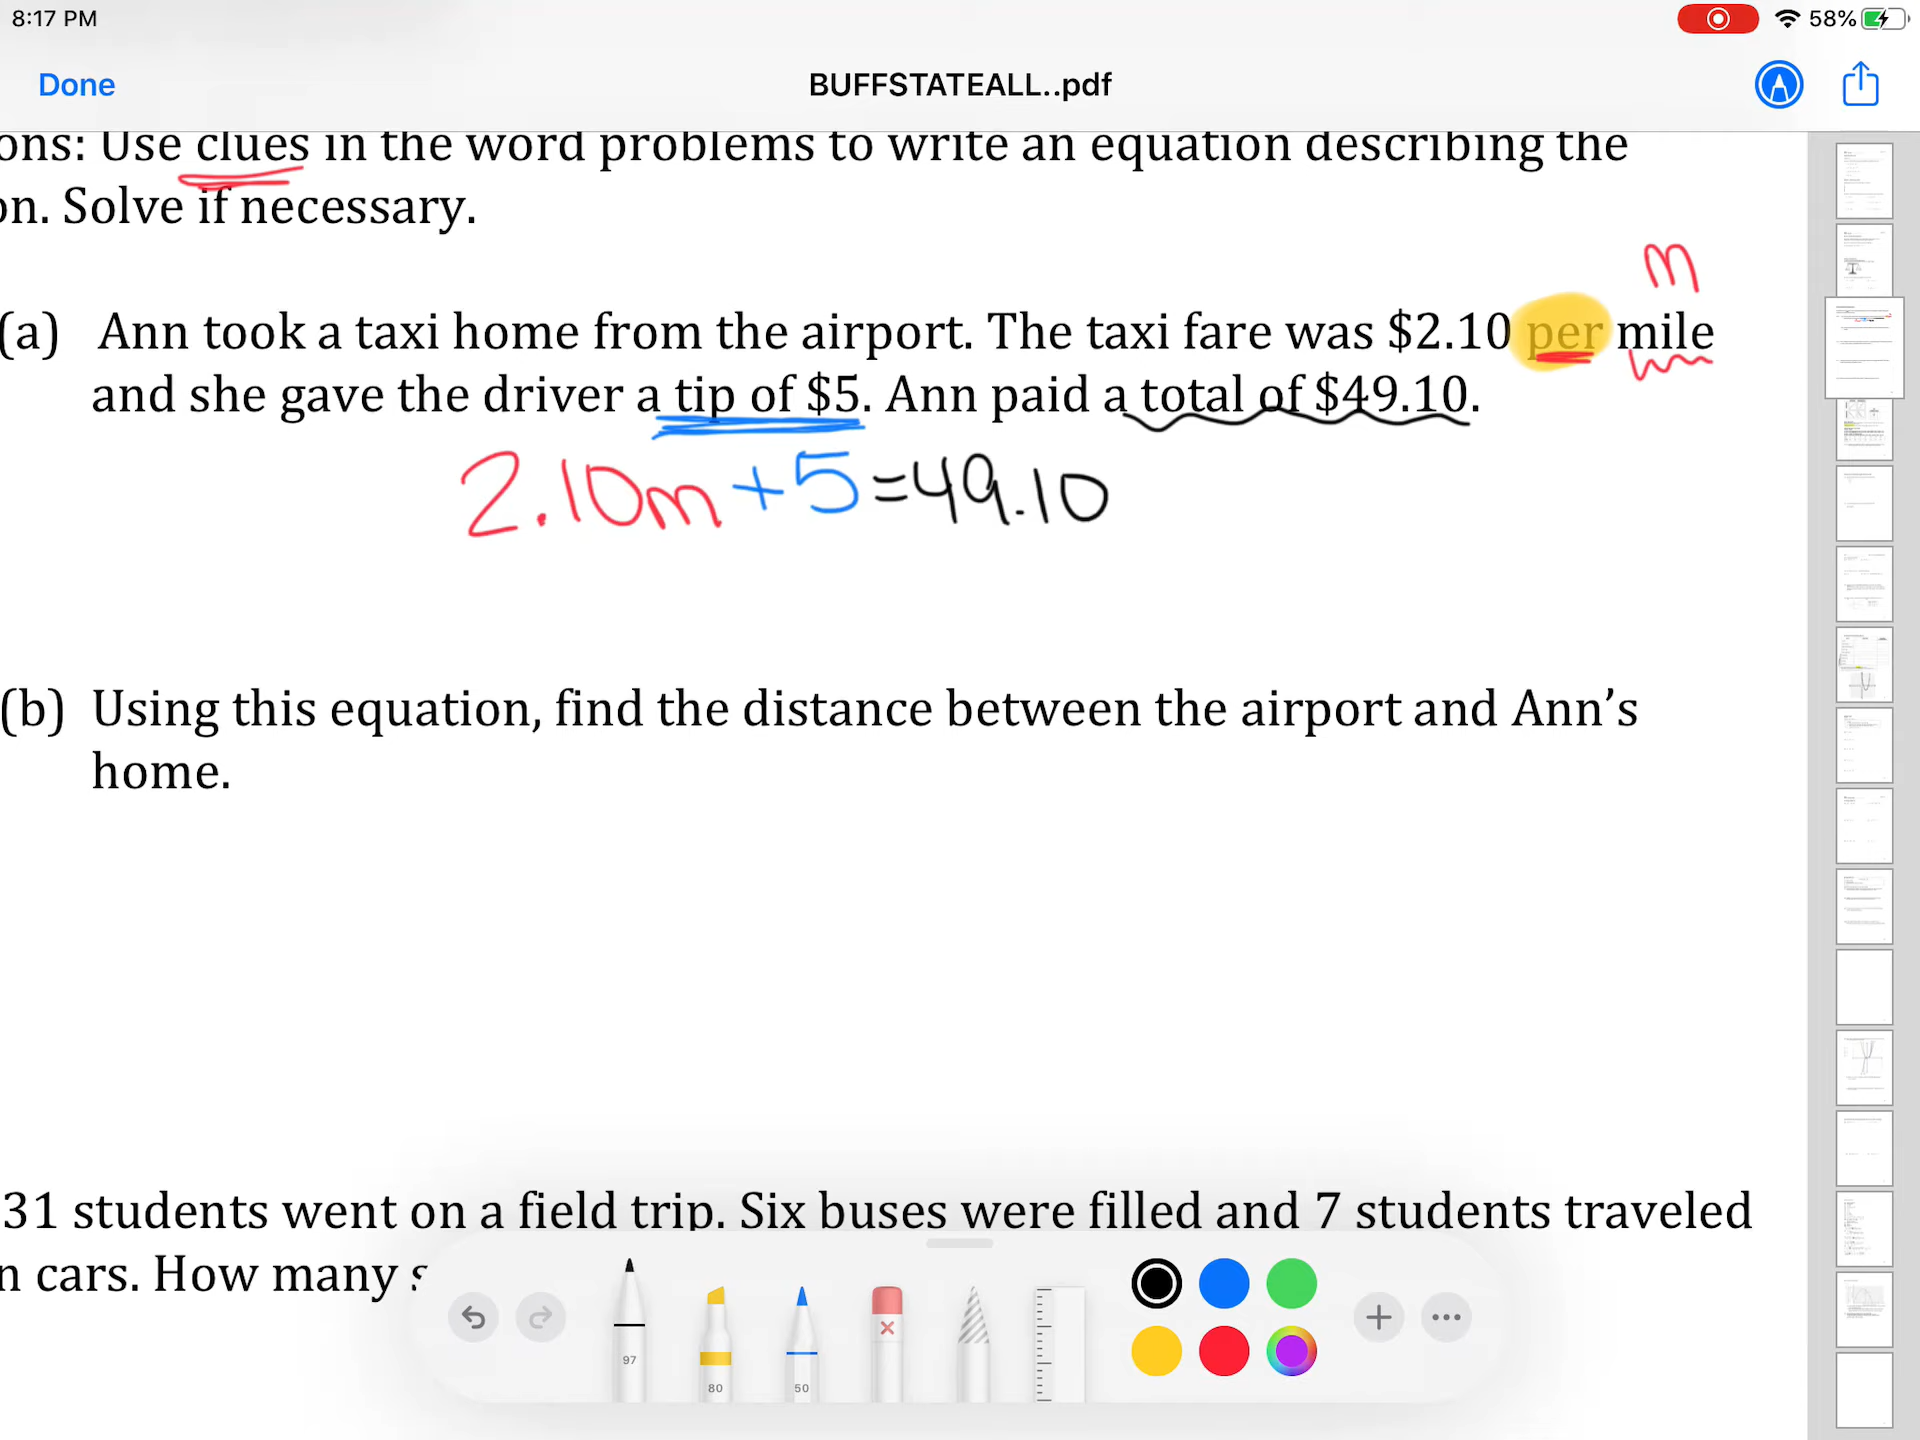 8:17 PM
58%
Done
BUFFSTATEALL..pdf
ons: Use clues in the word problems to write an equation describing the
on. Solve if necessary.
m
(a) Ann took a taxi home from the airport. The taxi fare was $2.10 per mile
and she gave the driver a tip of $5. Ann paid a total of $49.10.
2.10m+5=49.10
(b) Using this equation, find the distance between the airport and Ann’s
home.
31 students went on a field trip. Six buses were filled and 7 students traveled
n cars. How many s
97
80
50